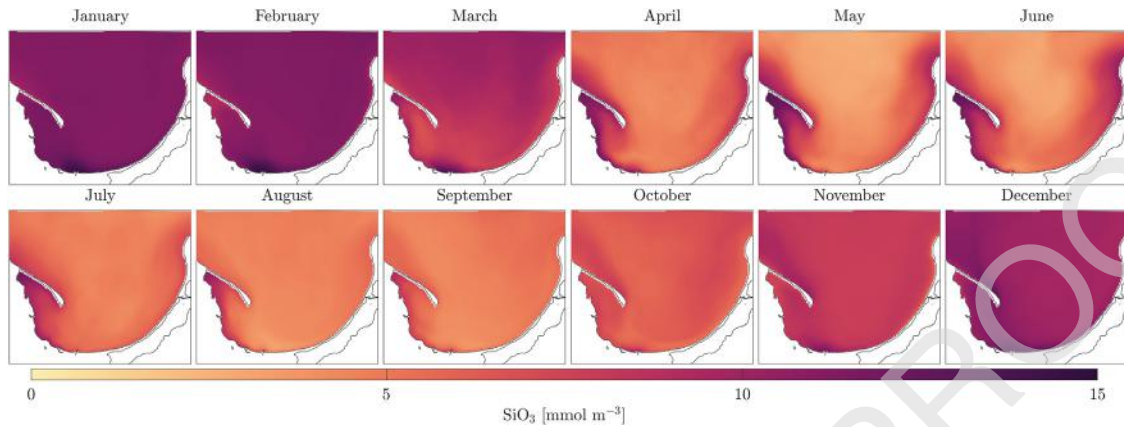 January February March April May June
July August September October November December
0 5 10 15
SiO₃ [mmol m⁻³]
PROO